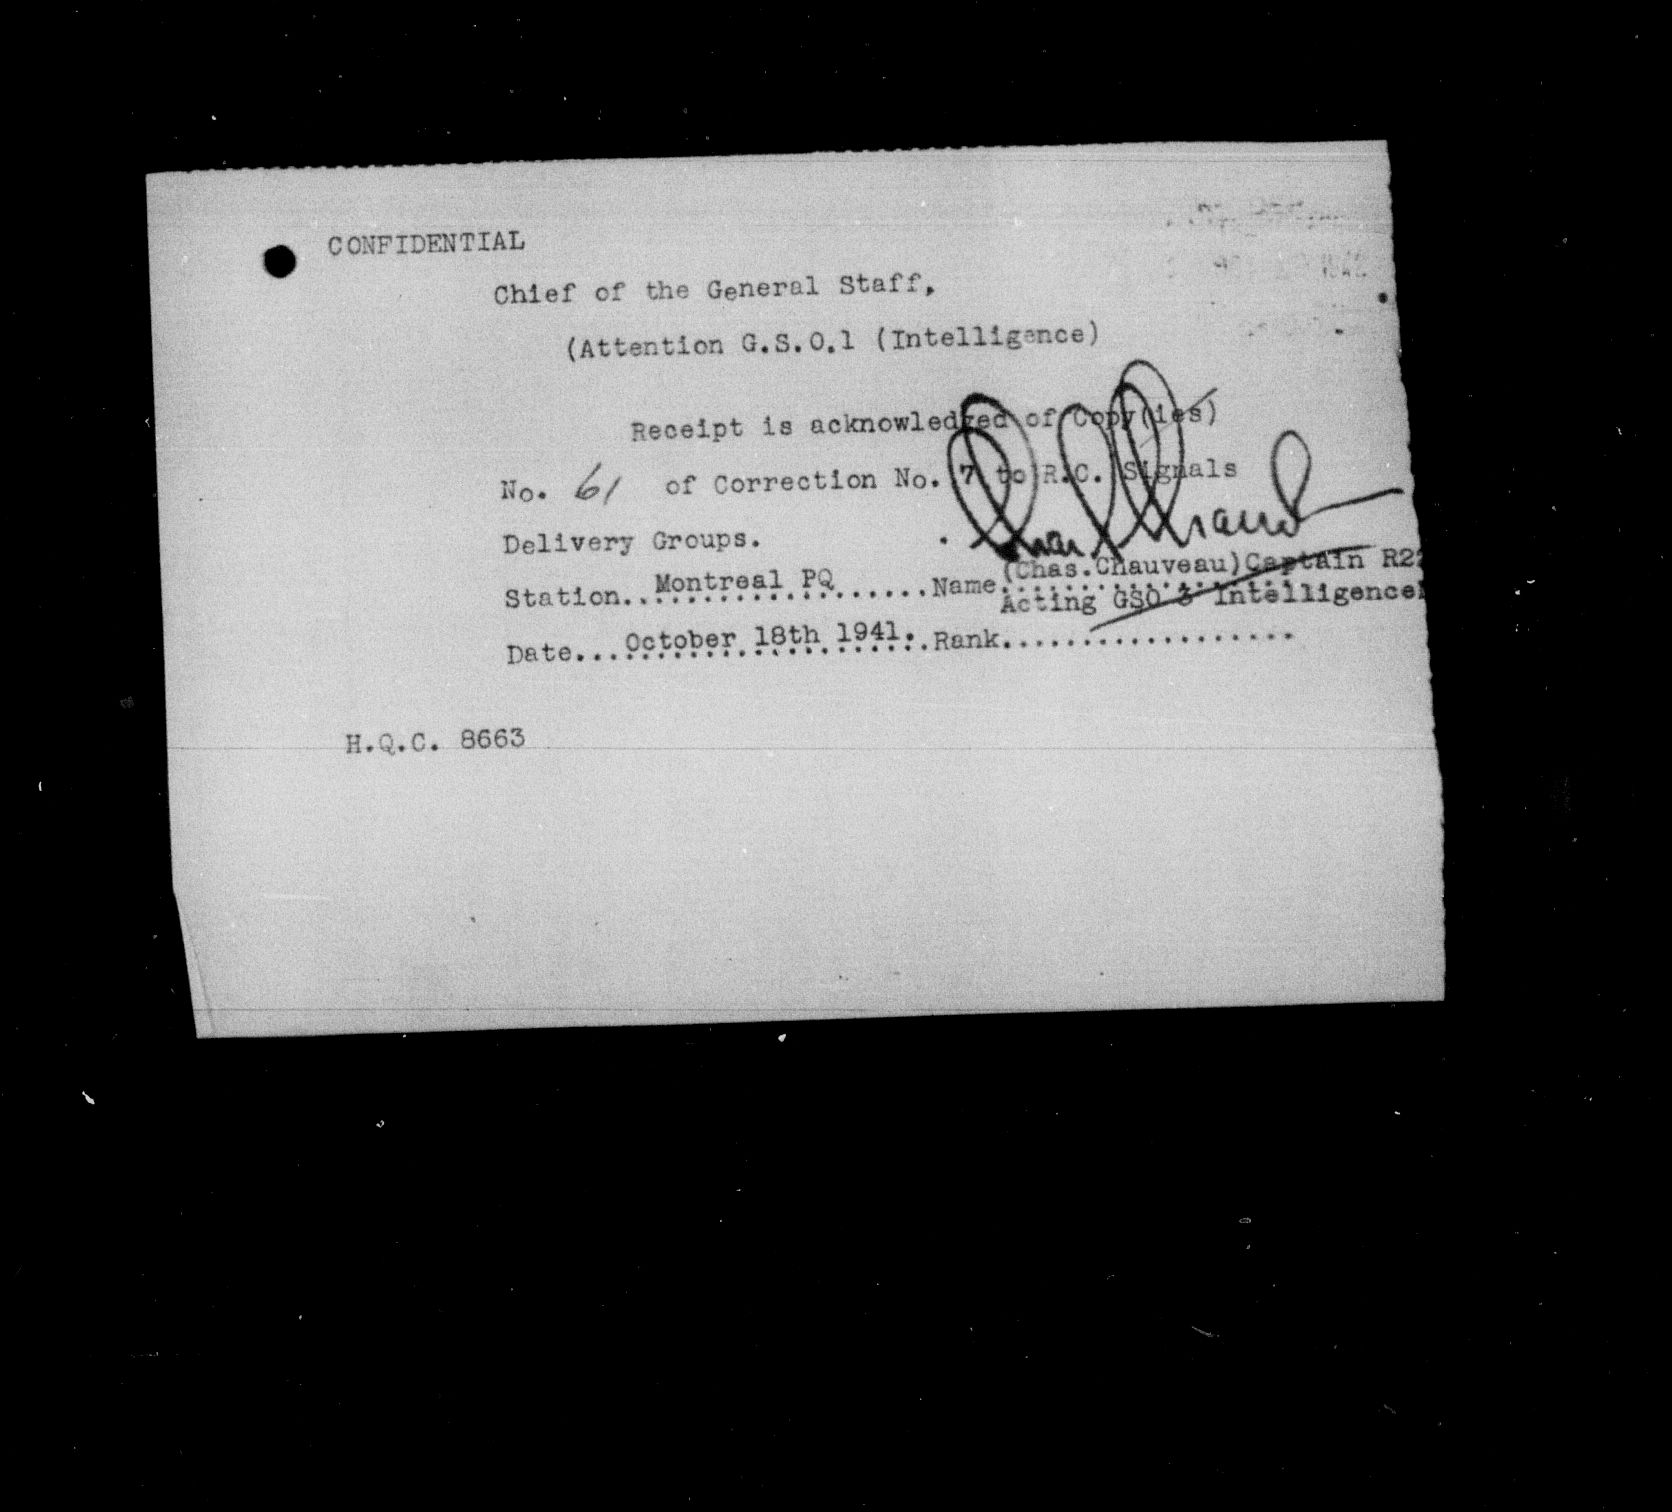 CONFIDENTIAL
Chief of the General Staff,
(Attention G.S.O.1 (Intelligence)
Receipt is acknowledged of Copy(ies)
No. 61 of Correction No. 7 to R.C. Signals
Delivery Groups.
(Chas.Chauveau)Captain R22
Station...Montreal PQ......Name
Acting GSO 3 Intelligence
Date...October 18th 1941. Rank...................
H.Q.C. 8663